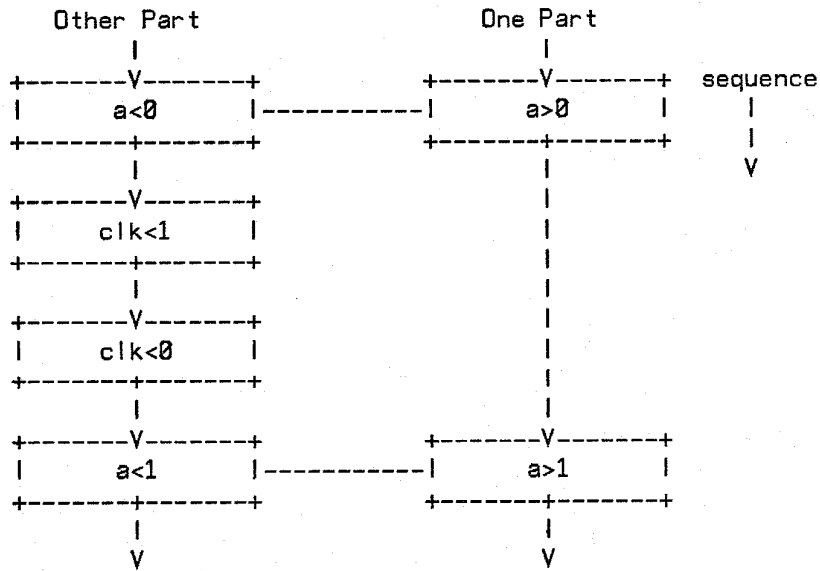 Other Part One Part
sequence
a<0 a>0
clk<1
clk<0
a<1 a>1